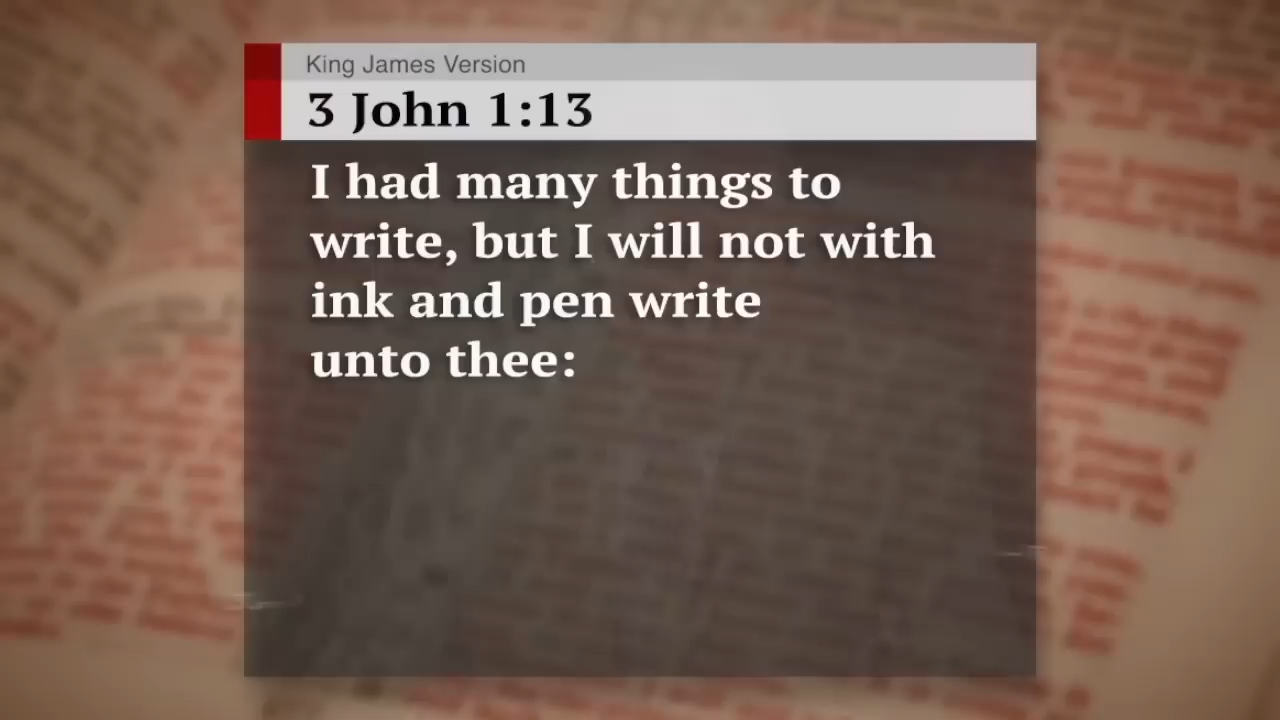 King James Version
3 John 1:13
I had many things to
write, but I will not with
ink and pen write
unto thee: